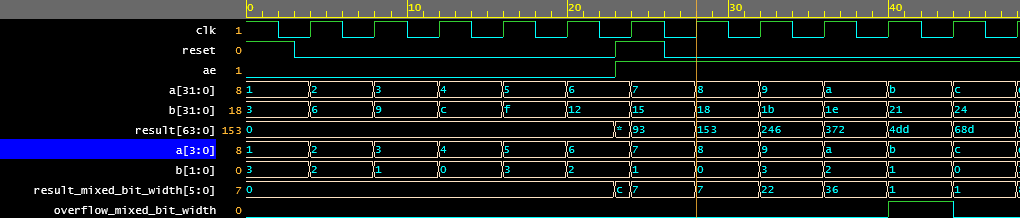 0 10 20 30 40
clk 1
reset 0
ae 1
a[31:0] 8 1 2 3 4 5 6 7 8 9 a b c
b[31:0] 18 3 6 9 c f 12 15 18 1b 1e 21 24
result[63:0] 153 0 * 93 153 246 372 4dd 68d
a[3:0] 8 1 2 3 4 5 6 7 8 9 a b c
b[1:0] 0 3 2 1 0 3 2 1 0 3 2 1 0
result_mixed_bit_width[5:0] 7 0 c 7 7 22 36 1 1
overflow_mixed_bit_width 0